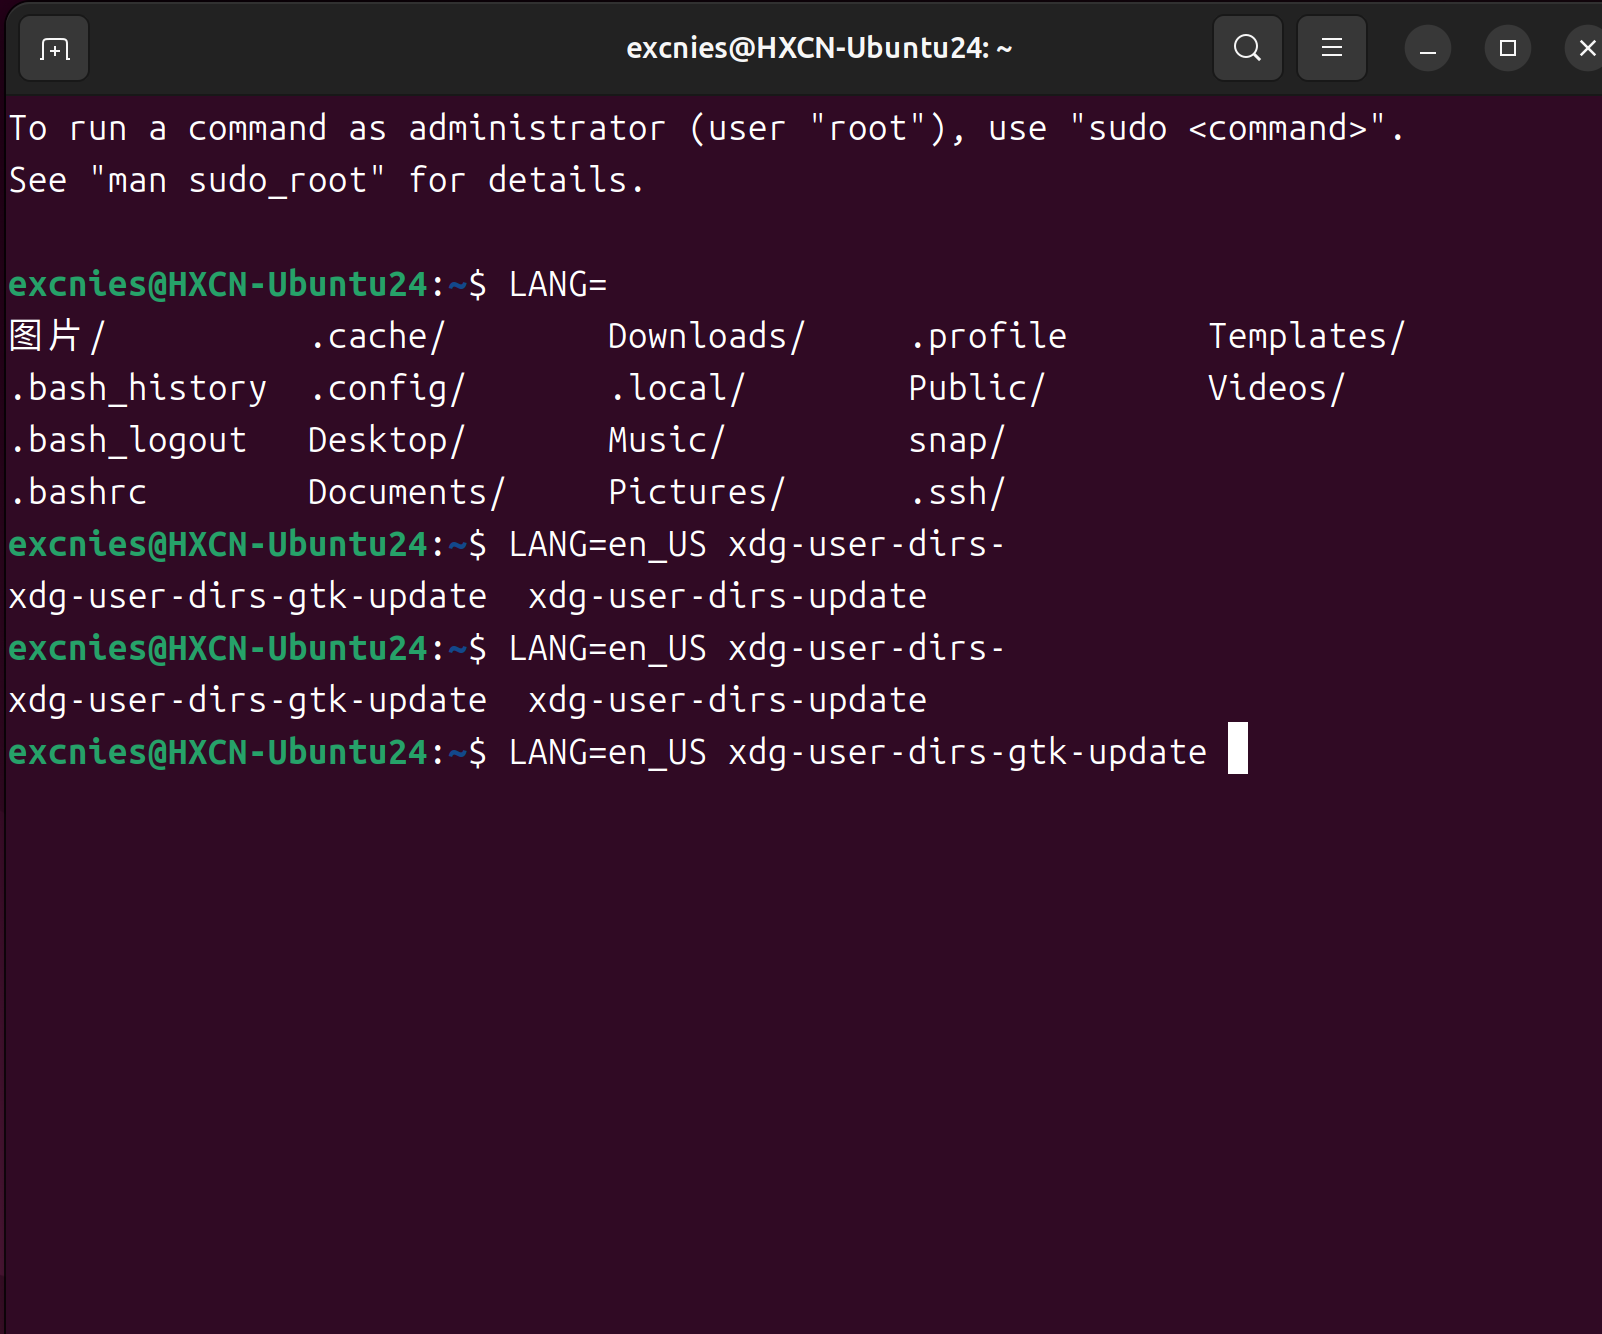 excnies@HXCN-Ubuntu24: ~
To run a command as administrator (user "root"), use "sudo <command>".
See "man sudo_root" for details.
excnies@HXCN-Ubuntu24:~$ LANG=
图片/ .cache/ Downloads/ .profile Templates/
.bash_history .config/ .local/ Public/ Videos/
.bash_logout Desktop/ Music/ snap/
.bashrc Documents/ Pictures/ .ssh/
excnies@HXCN-Ubuntu24:~$ LANG=en_US xdg-user-dirs-
xdg-user-dirs-gtk-update xdg-user-dirs-update
excnies@HXCN-Ubuntu24:~$ LANG=en_US xdg-user-dirs-
xdg-user-dirs-gtk-update xdg-user-dirs-update
excnies@HXCN-Ubuntu24:~$ LANG=en_US xdg-user-dirs-gtk-update